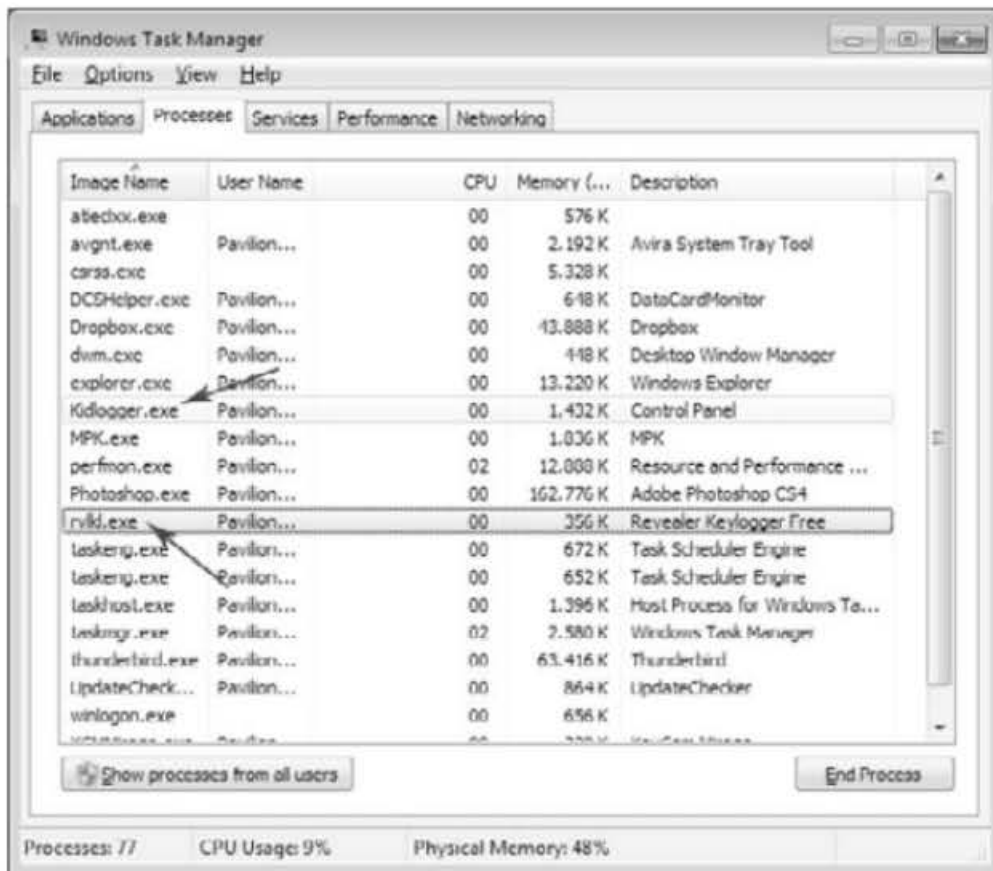 Windows Task Manager
File Options View Help
Applications Processes Services Performance Networking
Image Name User Name CPU Memory (... Description
atiedxx.exe 00 576 K
avgnt.exe Pavilion... 00 2.192 K Avira System Tray Tool
csrss.exe 00 5.328 K
DCSHelper.exe Pavilion... 00 648 K DataCardMonitor
Dropbox.exe Pavilion... 00 43.888 K Dropbox
dwm.exe Pavilion... 00 448 K Desktop Window Manager
explorer.exe Pavilion... 00 13.220 K Windows Explorer
Kidlogger.exe Pavilion... 00 1.432 K Control Panel
MPK.exe Pavilion... 00 1.836 K MPK
perfmon.exe Pavilion... 02 12.888 K Resource and Performance ...
Photoshop.exe Pavilion... 00 162.776 K Adobe Photoshop CS4
rvlkl.exe Pavilion... 00 356 K Revealer Keylogger Free
taskeng.exe Pavilion... 00 672 K Task Scheduler Engine
taskeng.exe Pavilion... 00 652 K Task Scheduler Engine
taskhost.exe Pavilion... 00 1.396 K Host Process for Windows Ta...
taskmgr.exe Pavilion... 02 2.580 K Windows Task Manager
thunderbird.exe Pavilion... 00 63.416 K Thunderbird
UpdateCheck... Pavilion... 00 864 K UpdateChecker
winlogon.exe 00 656 K
Show processes from all users End Process
Processes: 77 CPU Usage: 9% Physical Memory: 48%